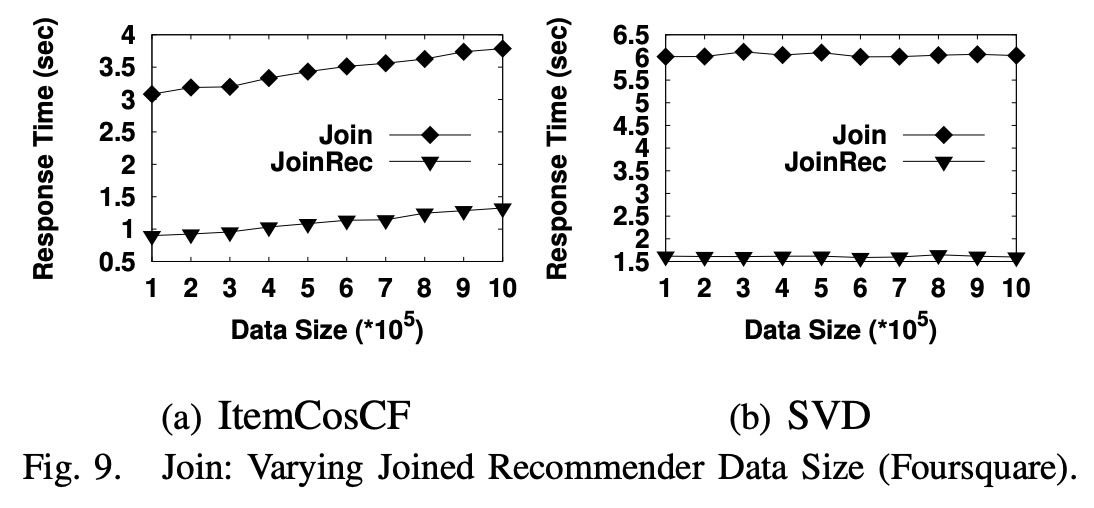 Response Time (sec)
4
3.5
3
2.5
2
1.5
1
0.5
Join
JoinRec
1 2 3 4 5 6 7 8 9 10
Data Size (*10^5)
(a) ItemCosCF
Response Time (sec)
6.5
6
5.5
5
4.5
4
3.5
3
2.5
2
1.5
Join
JoinRec
1 2 3 4 5 6 7 8 9 10
Data Size (*10^5)
(b) SVD
Fig. 9. Join: Varying Joined Recommender Data Size (Foursquare).